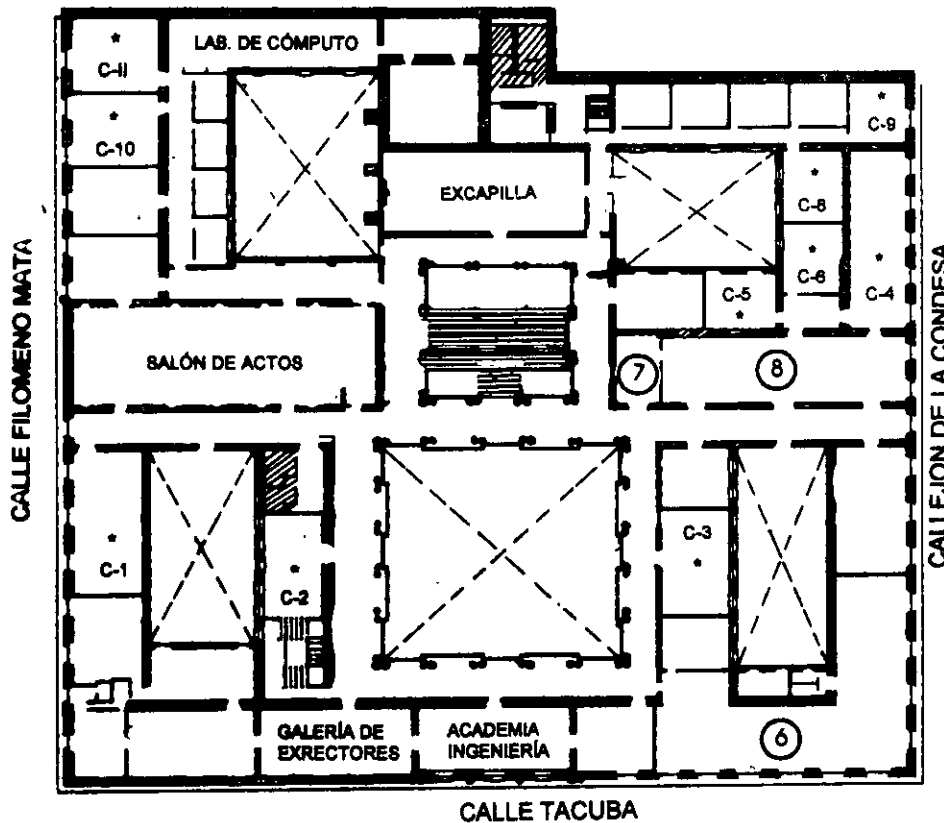 LAB. DE CÓMPUTO
*
C-11
*
C-10
*
C-9
EXCAPILLA
*
C-8
*
C-6
*
C-4
C-5
*
SALÓN DE ACTOS
7
8
CALLE FILOMENO MATA
CALLEJON DE LA CONDESA
*
C-1
*
C-2
C-3
*
GALERÍA DE
EXRECTORES
ACADEMIA
INGENIERÍA
6
CALLE TACUBA